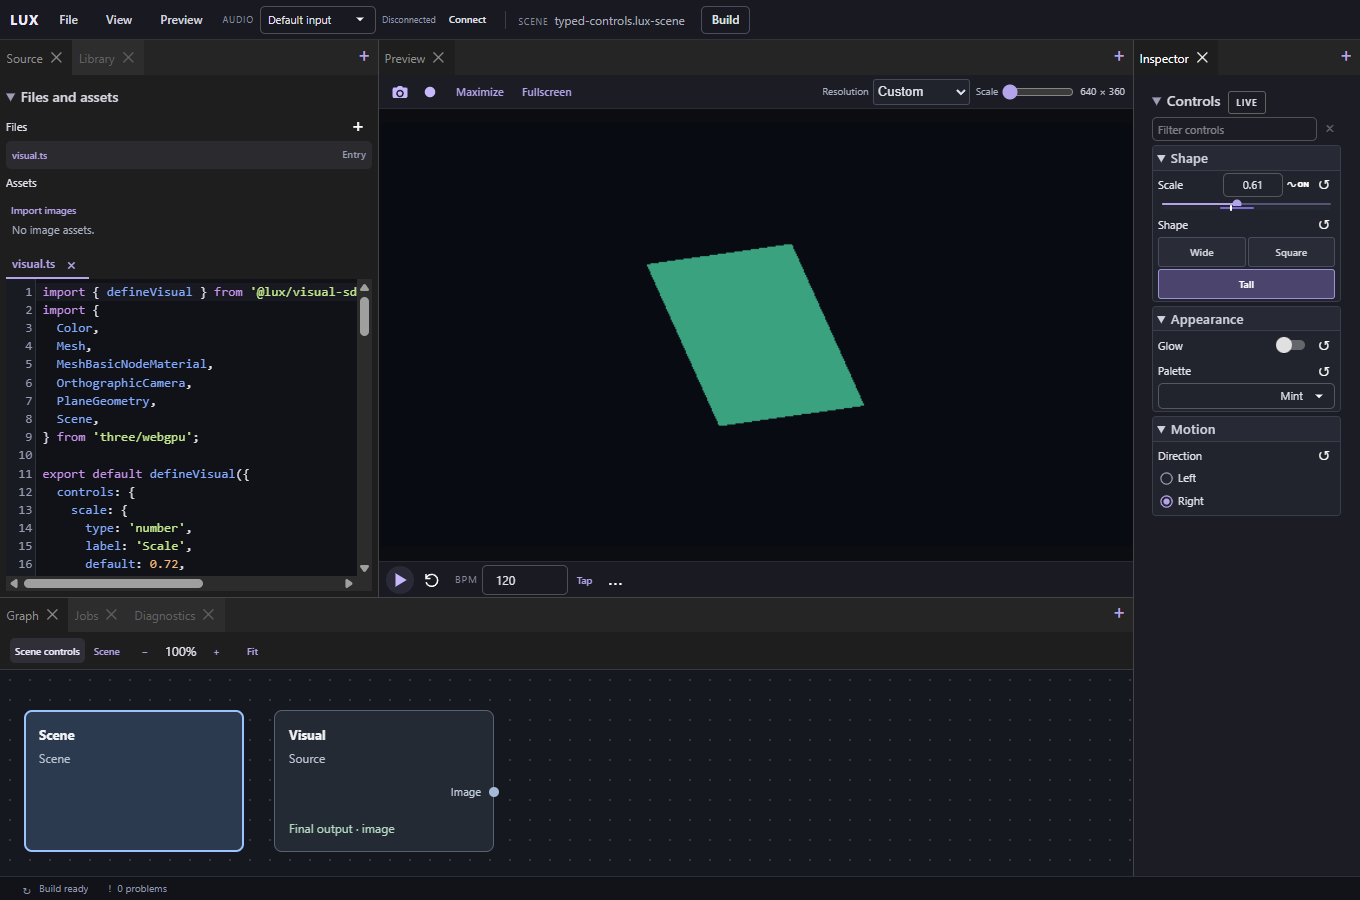 LUX File View Preview AUDIO Default input Disconnected Connect SCENE typed-controls.lux-scene Build
Source Library +
Files and assets
Files +
visual.ts Entry
Assets
Import images
No image assets.
visual.ts ×
1 import { defineVisual } from '@lux/visual-sd
2 import {
3 Color,
4 Mesh,
5 MeshBasicNodeMaterial,
6 OrthographicCamera,
7 PlaneGeometry,
8 Scene,
9 } from 'three/webgpu';
10
11 export default defineVisual({
12 controls: {
13 scale: {
14 type: 'number',
15 label: 'Scale',
16 default: 0.72,
Preview +
Maximize Fullscreen Resolution Custom Scale 640 × 360
BPM 120 Tap ...
Graph Jobs Diagnostics +
Scene controls Scene − 100% + Fit
Scene
Scene
Visual
Source
Image
Final output · image
Inspector +
Controls LIVE
Filter controls ×
Shape
Scale 0.61 ON
Shape
Wide Square
Tall
Appearance
Glow
Palette
Mint
Motion
Direction
Left
Right
Build ready ! 0 problems